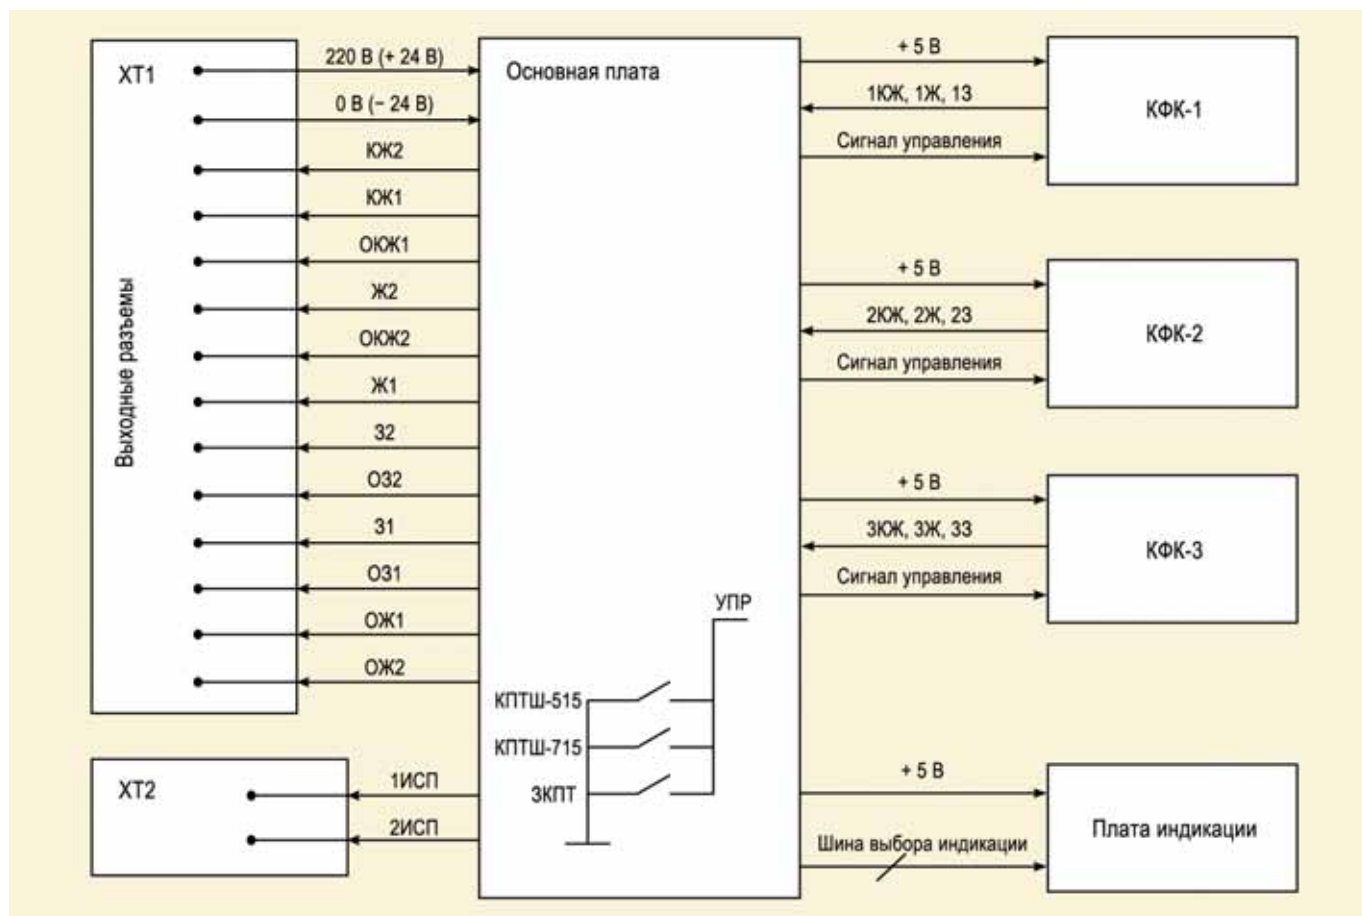 ХТ1
Выходные разъемы
220 В (+ 24 В)
0 В (− 24 В)
КЖ2
КЖ1
ОКЖ1
Ж2
ОКЖ2
Ж1
З2
ОЗ2
З1
ОЗ1
ОЖ1
ОЖ2
ХТ2
1ИСП
2ИСП
Основная плата
УПР
КПТШ-515
КПТШ-715
3КПТ
+ 5 В
1КЖ, 1Ж, 1З
Сигнал управления
КФК-1
+ 5 В
2КЖ, 2Ж, 2З
Сигнал управления
КФК-2
+ 5 В
3КЖ, 3Ж, 3З
Сигнал управления
КФК-3
+ 5 В
Шина выбора индикации
Плата индикации